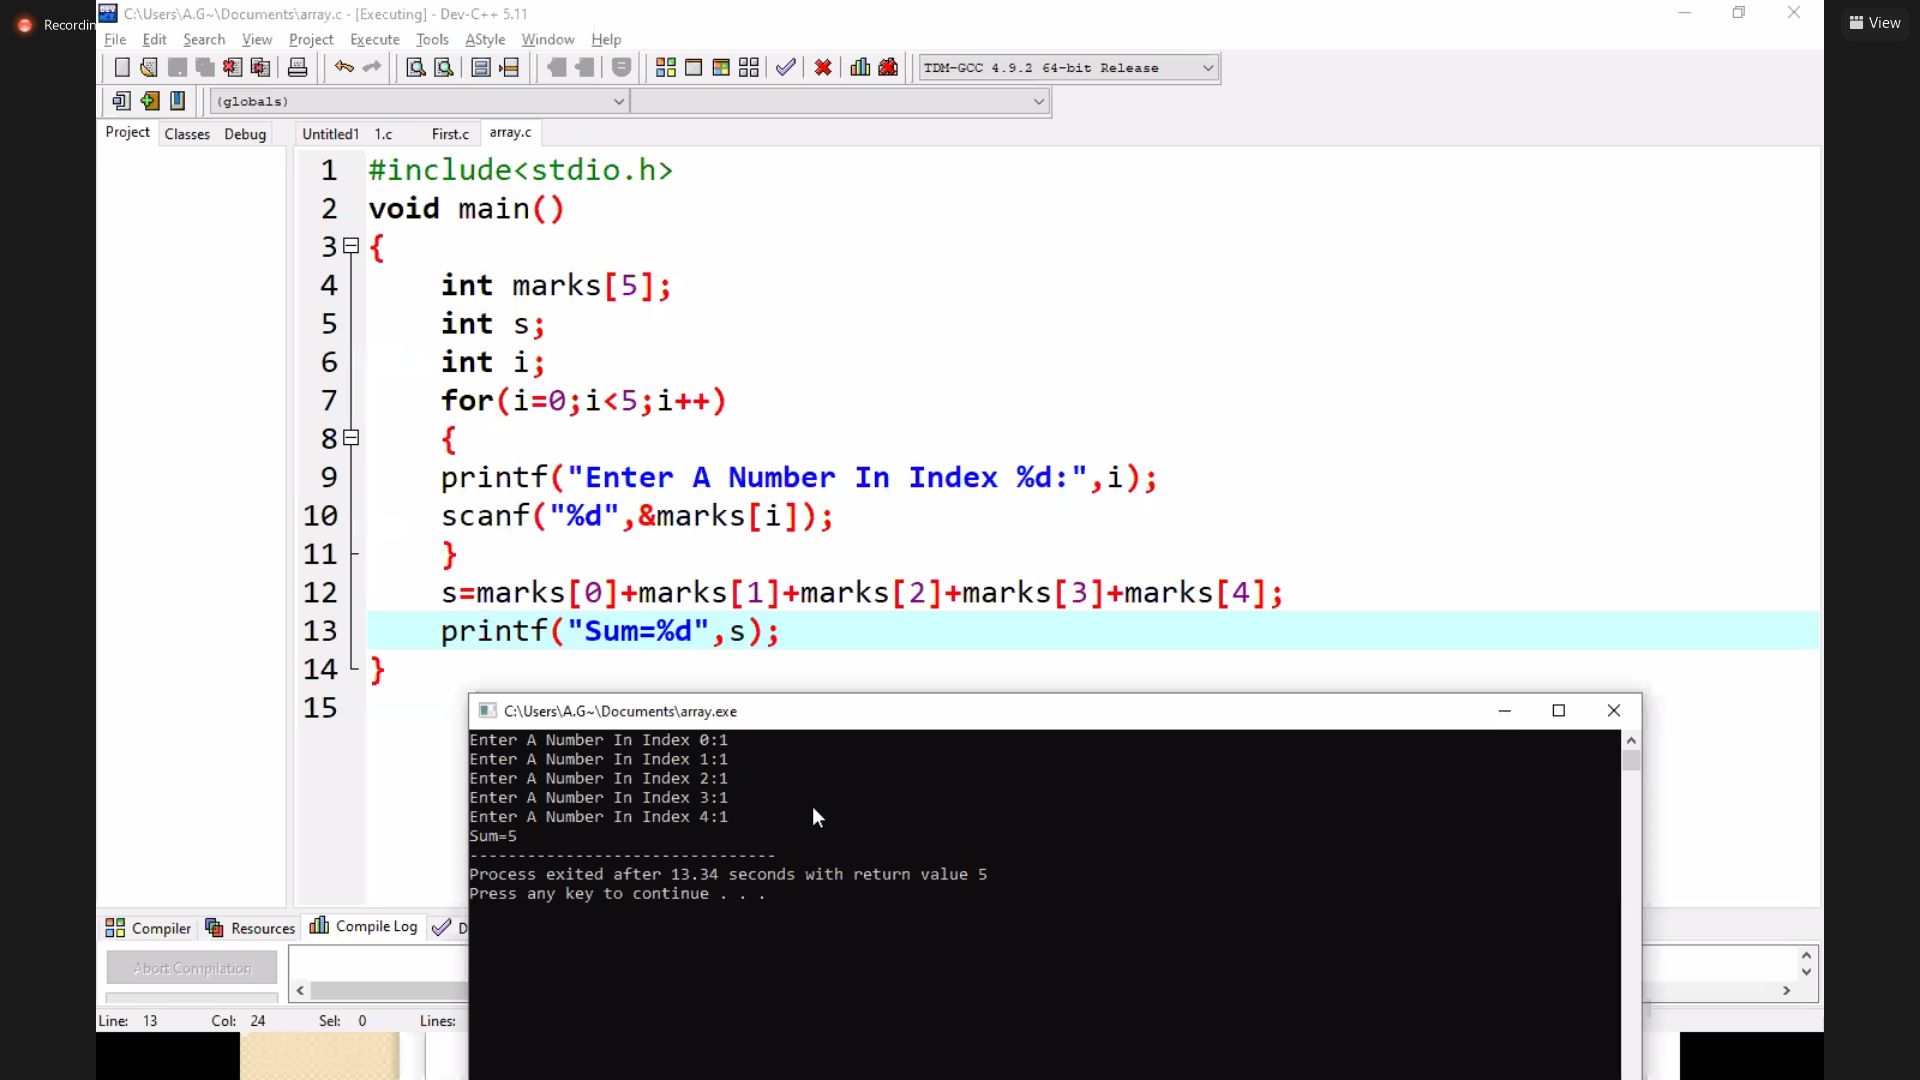 Recordin
View
C:\Users\A.G~\Documents\array.c - [Executing] - Dev-C++ 5.11
File Edit Search View Project Execute Tools AStyle Window Help
TDM-GCC 4.9.2 64-bit Release
(globals)
Project Classes Debug
Untitled1 1.c First.c array.c
1 #include<stdio.h>
2 void main()
3 {
4 int marks[5];
5 int s;
6 int i;
7 for(i=0;i<5;i++)
8 {
9 printf("Enter A Number In Index %d:",i);
10 scanf("%d",&marks[i]);
11 }
12 s=marks[0]+marks[1]+marks[2]+marks[3]+marks[4];
13 printf("Sum=%d",s);
14 }
15
C:\Users\A.G~\Documents\array.exe
Enter A Number In Index 0:1
Enter A Number In Index 1:1
Enter A Number In Index 2:1
Enter A Number In Index 3:1
Enter A Number In Index 4:1
Sum=5
--------------------------------
Process exited after 13.34 seconds with return value 5
Press any key to continue . . .
Compiler Resources Compile Log D
Abort Compilation
Line: 13 Col: 24 Sel: 0 Lines: